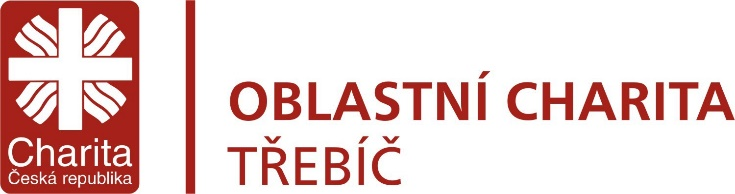 Charita
Česká republika
OBLASTNÍ CHARITA
TŘEBÍČ